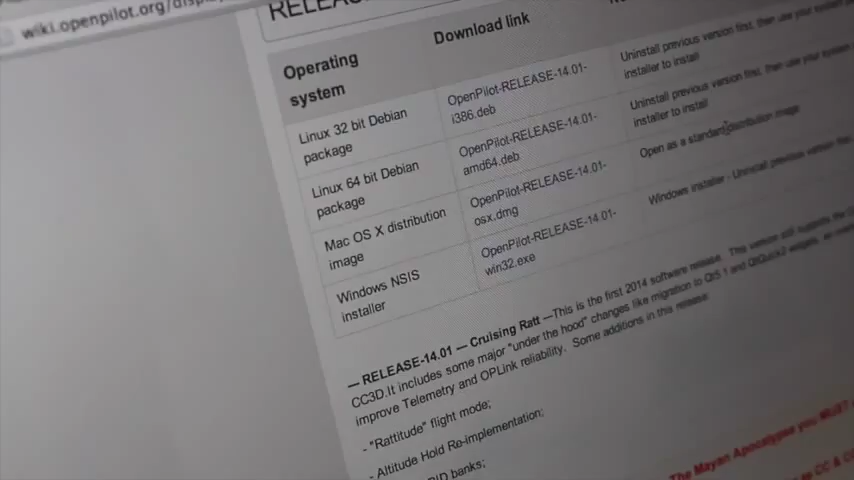 wiki.openpilot.org/display
RELEAS
Operating
system
Download link
Linux 32 bit Debian
package
OpenPilot-RELEASE-14.01-
i386.deb
Uninstall previous version first, then use your system
installer to install
Linux 64 bit Debian
package
OpenPilot-RELEASE-14.01-
amd64.deb
Uninstall previous version first, then use your system
installer to install
Mac OS X distribution
image
OpenPilot-RELEASE-14.01-
osx.dmg
Open as a standard distribution image
Windows NSIS
installer
OpenPilot-RELEASE-14.01-
win32.exe
Windows installer - Uninstall previous version
— RELEASE-14.01 — Cruising Ratt —This is the first 2014 software release. This version still supports the
CC3D.It includes some major "under the hood" changes like migration to Qt5.1 and QtQuick2 widgets,
improve Telemetry and OPLink reliability. Some additions in this release:
- "Rattitude" flight mode;
- Altitude Hold Re-implementation;
PID banks;
The Mayan Apocalypse you MUST
CC &